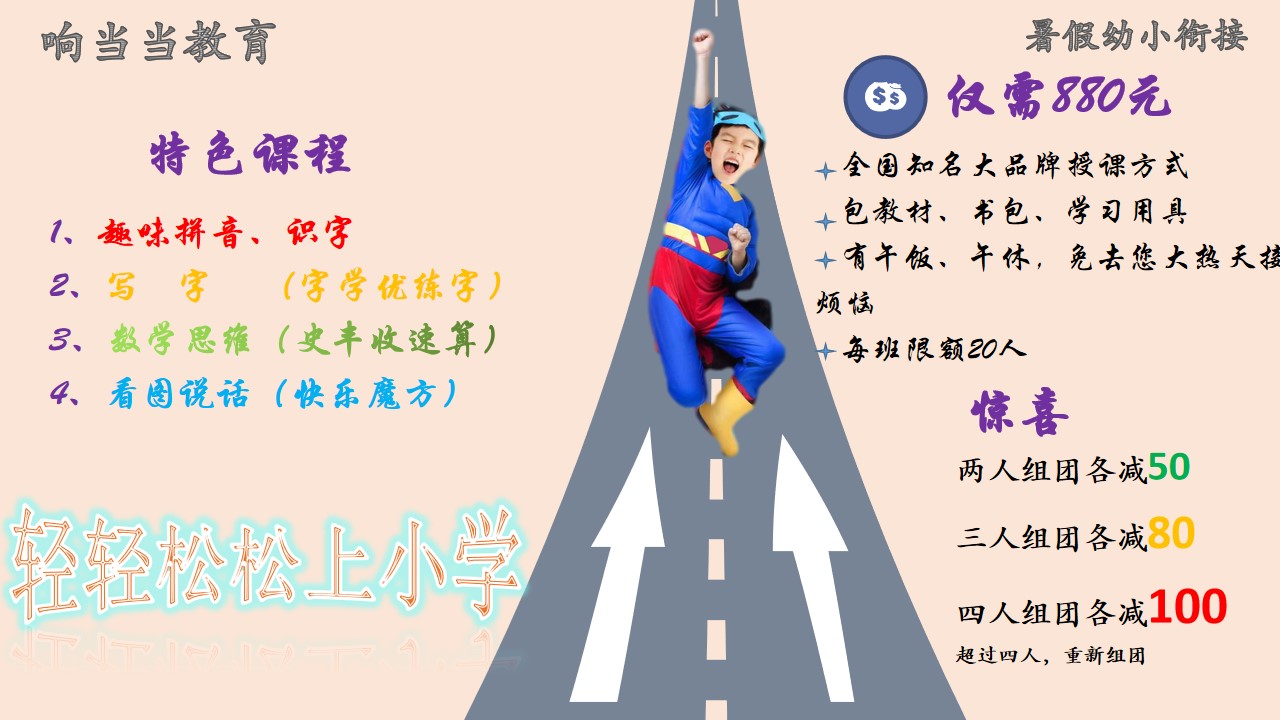 响当当教育
暑假幼小衔接
特色课程
1、趣味拼音、识字
2、写 字 （字学优练字）
3、数学思维（史丰收速算）
4、看图说话（快乐魔方）
轻轻松松上小学
$$
仅需880元
全国知名大品牌授课方式
包教材、书包、学习用具
有午饭、午休，免去您大热天接
烦恼
每班限额20人
惊喜
两人组团各减50
三人组团各减80
四人组团各减100
超过四人，重新组团